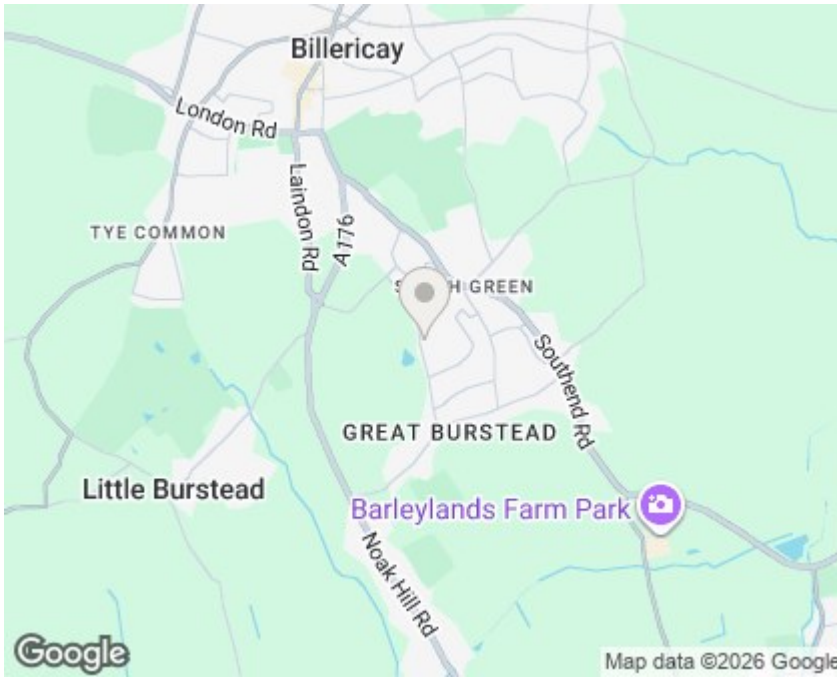 Billericay
London Rd
Laindon Rd
A176
TYE COMMON
GREEN
Southend Rd
GREAT BURSTEAD
Little Burstead
Barleylands Farm Park
Noak Hill Rd
Google
Map data ©2026 Google